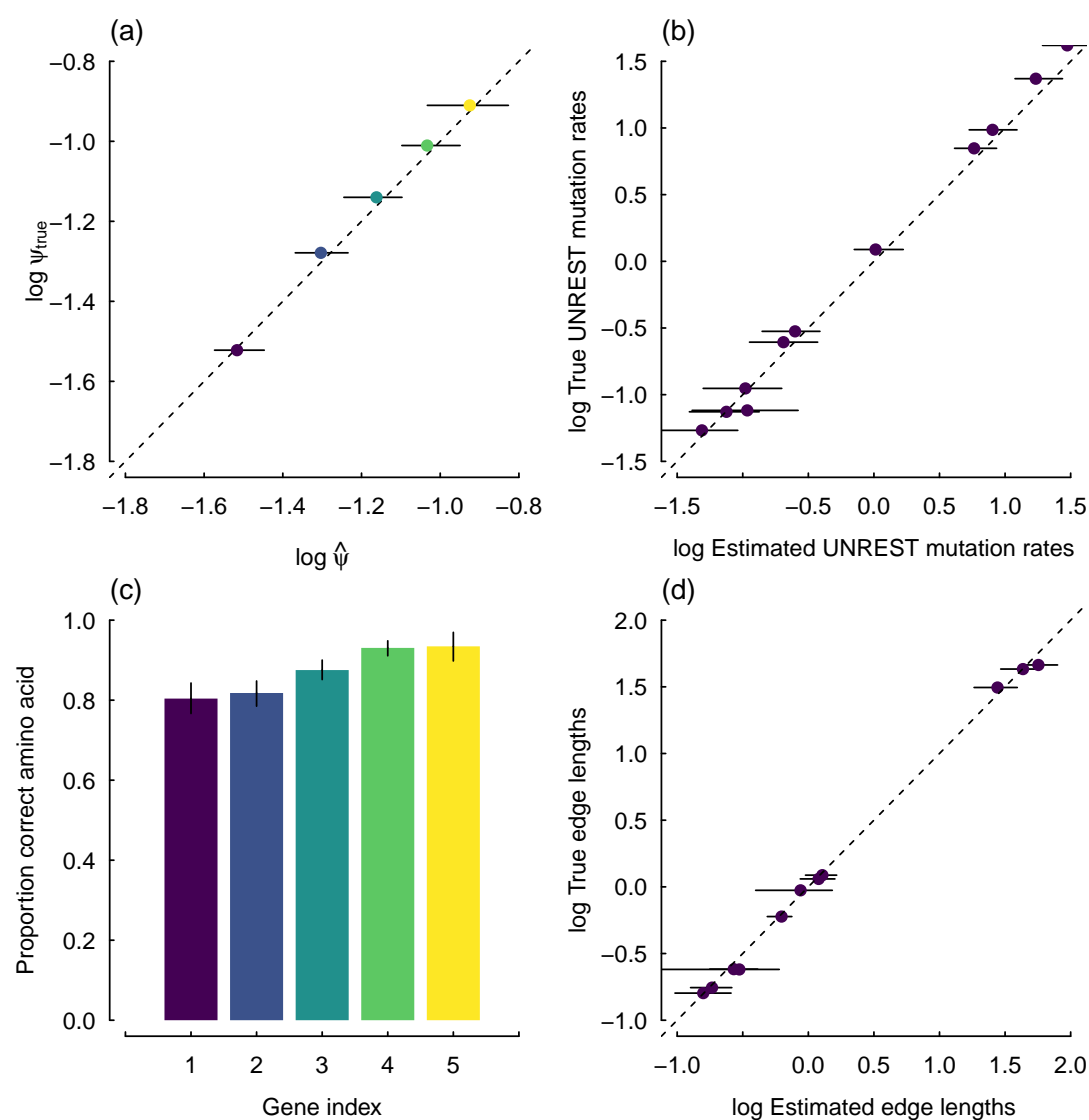 (a)
−0.8
−1.0
−1.2
−1.4
−1.6
−1.8
log ψtrue
−1.8 −1.6 −1.4 −1.2 −1.0 −0.8
log ψ̂
(b)
1.5
1.0
0.5
0.0
−0.5
−1.0
−1.5
log True UNREST mutation rates
−1.5 −0.5 0.0 0.5 1.0 1.5
log Estimated UNREST mutation rates
(c)
1.0
0.8
0.6
0.4
0.2
0.0
Proportion correct amino acid
1 2 3 4 5
Gene index
(d)
2.0
1.5
1.0
0.5
0.0
−0.5
−1.0
log True edge lengths
−1.0 0.0 0.5 1.0 1.5 2.0
log Estimated edge lengths